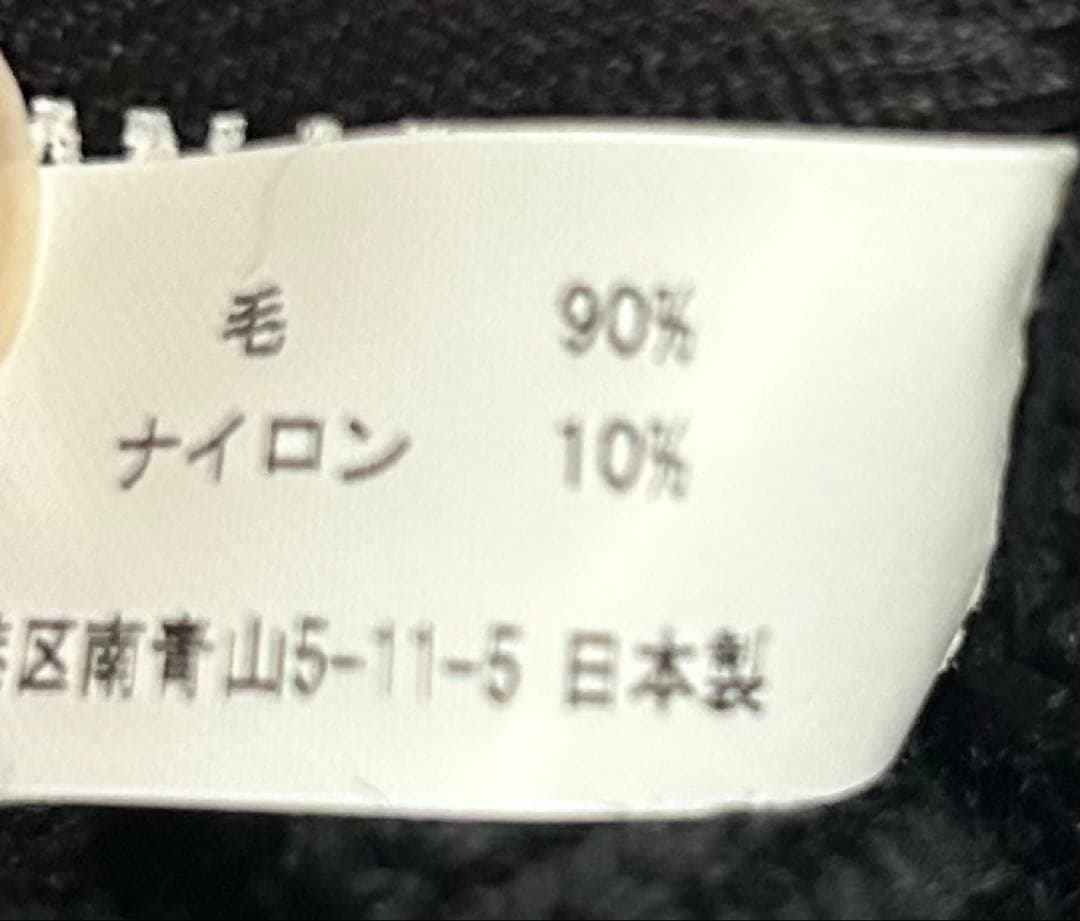 毛 90%
ナイロン 10%
区南青山5-11-5 日本製